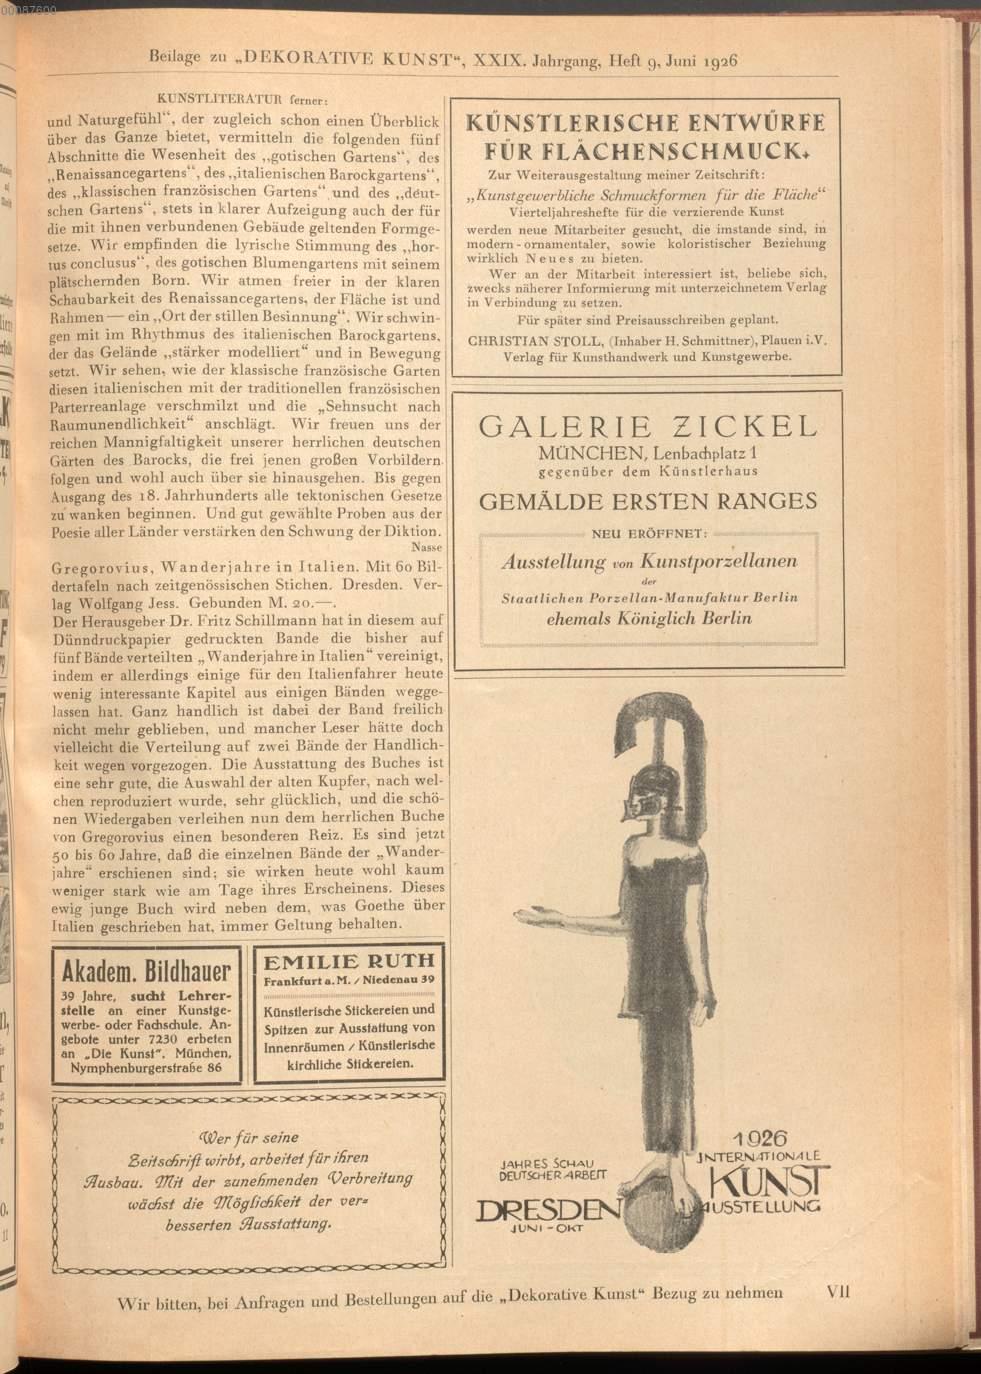 00087600
Beilage zu „DEKORATIVE KUNST“, XXIX. Jahrgang, Heft 9, Juni 1926
KUNSTLITERATUR ferner:
und Naturgefühl“, der zugleich schon einen Überblick
über das Ganze bietet, vermitteln die folgenden fünf
Abschnitte die Wesenheit des „gotischen Gartens“, des
„Renaissancegartens“, des „italienischen Barockgartens“,
des „klassischen französischen Gartens“ und des „deut-
schen Gartens“, stets in klarer Aufzeigung auch der für
die mit ihnen verbundenen Gebäude geltenden Formge-
setze. Wir empfinden die lyrische Stimmung des „hor-
tus conclusus“, des gotischen Blumengartens mit seinem
plätschernden Born. Wir atmen freier in der klaren
Schaubarkeit des Renaissancegartens, der Fläche ist und
Rahmen — ein „Ort der stillen Besinnung“. Wir schwin-
gen mit im Rhythmus des italienischen Barockgartens,
der das Gelände „stärker modelliert“ und in Bewegung
setzt. Wir sehen, wie der klassische französische Garten
diesen italienischen mit der traditionellen französischen
Parterreanlage verschmilzt und die „Sehnsucht nach
Raumunendlichkeit“ anschlägt. Wir freuen uns der
reichen Mannigfaltigkeit unserer herrlichen deutschen
Gärten des Barocks, die frei jenen großen Vorbildern
folgen und wohl auch über sie hinausgehen. Bis gegen
Ausgang des 18. Jahrhunderts alle tektonischen Gesetze
zu wanken beginnen. Und gut gewählte Proben aus der
Poesie aller Länder verstärken den Schwung der Diktion.
Nasse
Gregorovius, Wanderjahre in Italien. Mit 60 Bil-
dertafeln nach zeitgenössischen Stichen. Dresden. Ver-
lag Wolfgang Jess. Gebunden M. 20.—.
Der Herausgeber Dr. Fritz Schillmann hat in diesem auf
Dünndruckpapier gedruckten Bande die bisher auf
fünf Bände verteilten „Wanderjahre in Italien“ vereinigt,
indem er allerdings einige für den Italienfahrer heute
wenig interessante Kapitel aus einigen Bänden wegge-
lassen hat. Ganz handlich ist dabei der Band freilich
nicht mehr geblieben, und mancher Leser hätte doch
vielleicht die Verteilung auf zwei Bände der Handlich-
keit wegen vorgezogen. Die Ausstattung des Buches ist
eine sehr gute, die Auswahl der alten Kupfer, nach wel-
chen reproduziert wurde, sehr glücklich, und die schö-
nen Wiedergaben verleihen nun dem herrlichen Buche
von Gregorovius einen besonderen Reiz. Es sind jetzt
50 bis 60 Jahre, daß die einzelnen Bände der „Wander-
jahre“ erschienen sind; sie wirken heute wohl kaum
weniger stark wie am Tage ihres Erscheinens. Dieses
ewig junge Buch wird neben dem, was Goethe über
Italien geschrieben hat, immer Geltung behalten.
Akadem. Bildhauer
39 Jahre, sucht Lehrer-
stelle an einer Kunstge-
werbe- oder Fachschule. An-
gebote unter 7230 erbeten
an „Die Kunst“, München,
Nymphenburgerstraße 86
EMILIE RUTH
Frankfurt a. M. / Niedenau 39
Künstlerische Stickereien und
Spitzen zur Ausstattung von
Innenräumen / Künstlerische
kirchliche Stickereien.
Wer für seine
Zeitschrift wirbt, arbeitet für ihren
Ausbau. Mit der zunehmenden Verbreitung
wächst die Möglichkeit der ver-
besserten Ausstattung.
KÜNSTLERISCHE ENTWÜRFE
FÜR FLÄCHENSCHMUCK.
Zur Weiterausgestaltung meiner Zeitschrift:
„Kunstgewerbliche Schmuckformen für die Fläche“
Vierteljahreshefte für die verzierende Kunst
werden neue Mitarbeiter gesucht, die imstande sind, in
modern-ornamentaler, sowie koloristischer Beziehung
wirklich Neues zu bieten.
Wer an der Mitarbeit interessiert ist, beliebe sich,
zwecks näherer Informierung mit unterzeichnetem Verlag
in Verbindung zu setzen.
Für später sind Preisausschreiben geplant.
CHRISTIAN STOLL, (Inhaber H. Schmittner), Plauen i.V.
Verlag für Kunsthandwerk und Kunstgewerbe.
GALERIE ZICKEL
MÜNCHEN, Lenbachplatz 1
gegenüber dem Künstlerhaus
GEMÄLDE ERSTEN RANGES
NEU ERÖFFNET:
Ausstellung von Kunstporzellanen
der
Staatlichen Porzellan-Manufaktur Berlin
ehemals Königlich Berlin
JAHRES SCHAU
DEUTSCHER ARBEIT
DRESDEN
JUNI - OKT
1926
INTERNATIONALE
KUNST
AUSSTELLUNG
Wir bitten, bei Anfragen und Bestellungen auf die „Dekorative Kunst“ Bezug zu nehmen
VII